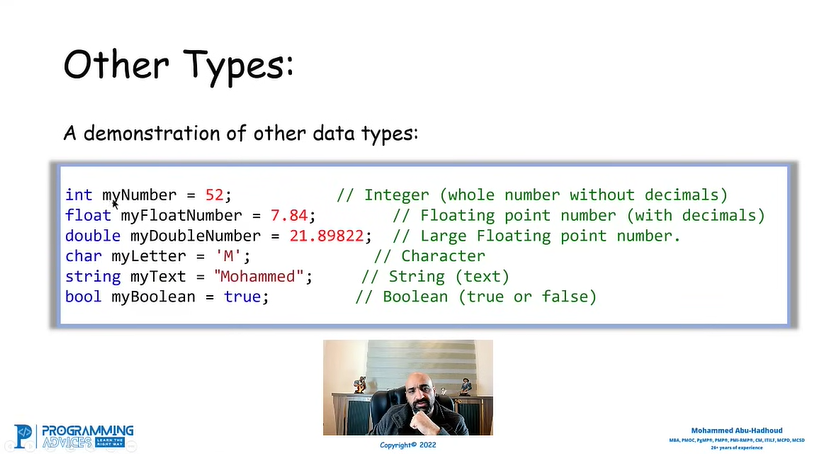 Other Types:
A demonstration of other data types:
int myNumber = 52; // Integer (whole number without decimals)
float myFloatNumber = 7.84; // Floating point number (with decimals)
double myDoubleNumber = 21.89822; // Large Floating point number.
char myLetter = 'M'; // Character
string myText = "Mohammed"; // String (text)
bool myBoolean = true; // Boolean (true or false)
PROGRAMMING
ADVICES LEARN THE RIGHT WAY
Copyright© 2022
Mohammed Abu-Hadhoud
MBA, PMOC, PgMP®, PMP®, PMI-RMP®, CM, ITILF, MCPD, MCSD
20+ years of experience